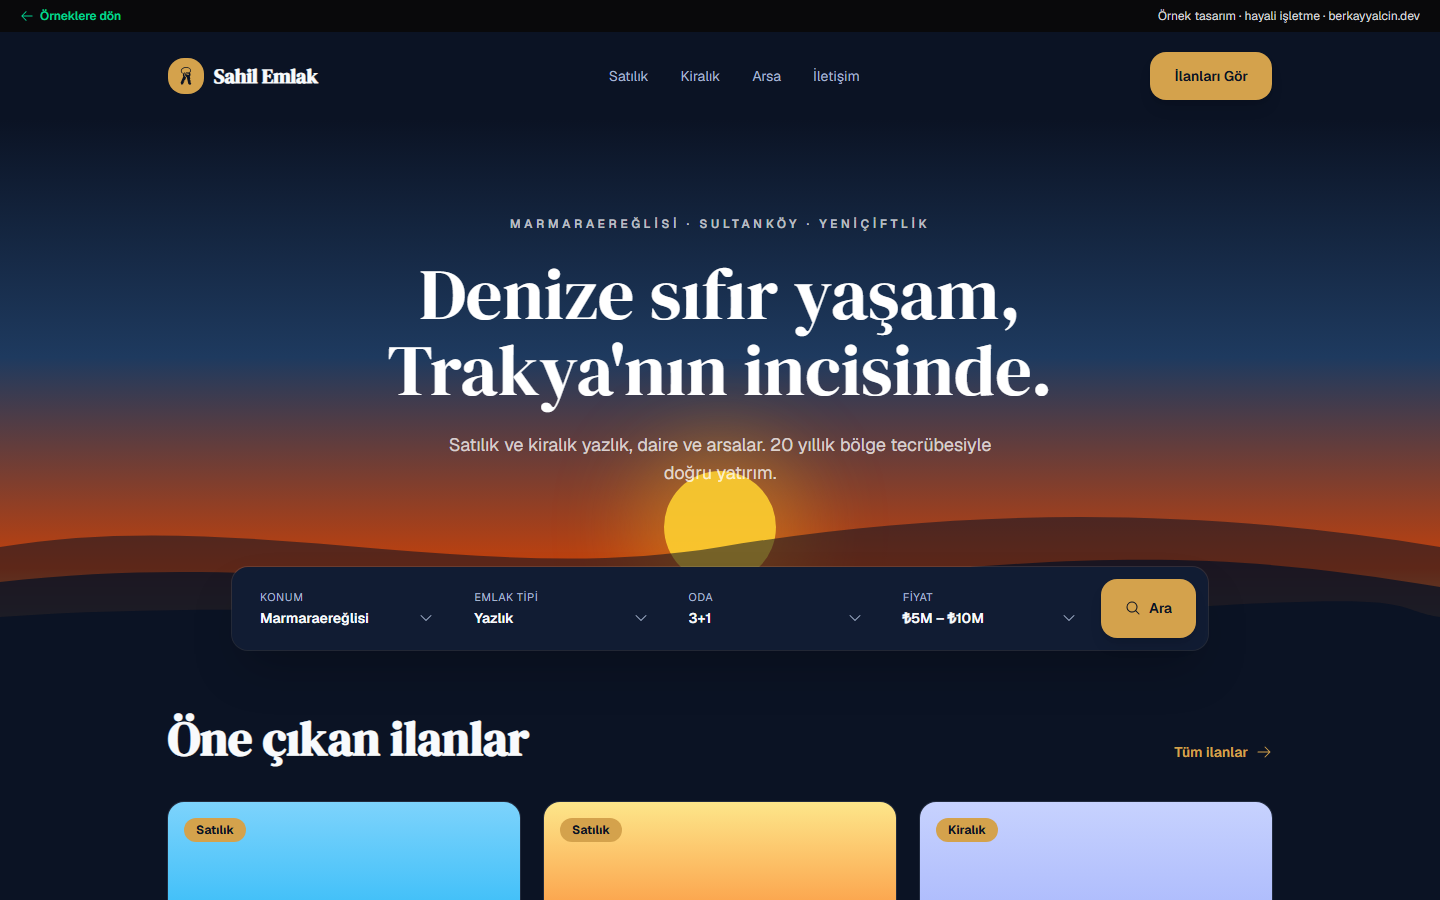 Örneklere dön
Örnek tasarım · hayali işletme · berkayyalcin.dev
Sahil Emlak
Satılık
Kiralık
Arsa
İletişim
İlanları Gör
MARMARAEREĞLİSİ · SULTANKÖY · YENİÇİFTLİK
Denize sıfır yaşam,
Trakya'nın incisinde.
Satılık ve kiralık yazlık, daire ve arsalar. 20 yıllık bölge tecrübesiyle
doğru yatırım.
KONUM
Marmaraereğlisi
EMLAK TİPİ
Yazlık
ODA
3+1
FİYAT
₺5M – ₺10M
Ara
Öne çıkan ilanlar
Tüm ilanlar
Satılık
Satılık
Kiralık